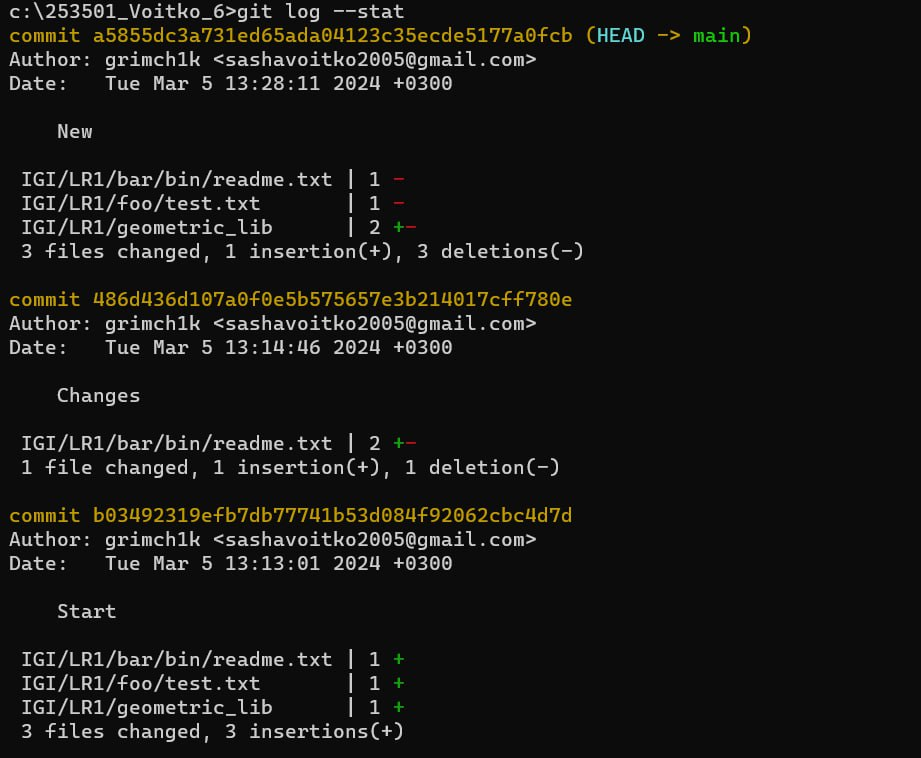 c:\253501_Voitko_6>git log --stat
commit a5855dc3a731ed65ada04123c35ecde5177a0fcb (HEAD -> main)
Author: grimch1k <sashavoitko2005@gmail.com>
Date:   Tue Mar 5 13:28:11 2024 +0300

    New

 IGI/LR1/bar/bin/readme.txt | 1 -
 IGI/LR1/foo/test.txt       | 1 -
 IGI/LR1/geometric_lib      | 2 +-
 3 files changed, 1 insertion(+), 3 deletions(-)

commit 486d436d107a0f0e5b575657e3b214017cff780e
Author: grimch1k <sashavoitko2005@gmail.com>
Date:   Tue Mar 5 13:14:46 2024 +0300

    Changes

 IGI/LR1/bar/bin/readme.txt | 2 +-
 1 file changed, 1 insertion(+), 1 deletion(-)

commit b03492319efb7db77741b53d084f92062cbc4d7d
Author: grimch1k <sashavoitko2005@gmail.com>
Date:   Tue Mar 5 13:13:01 2024 +0300

    Start

 IGI/LR1/bar/bin/readme.txt | 1 +
 IGI/LR1/foo/test.txt       | 1 +
 IGI/LR1/geometric_lib      | 1 +
 3 files changed, 3 insertions(+)